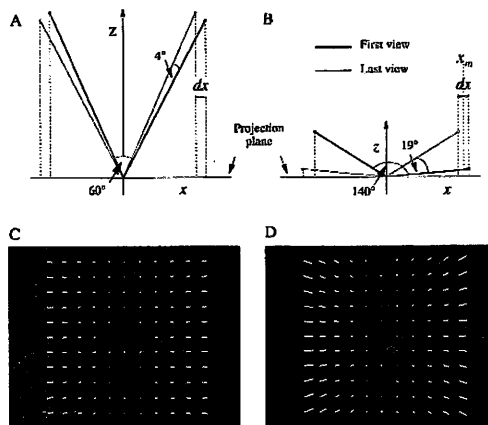 A
B
z
4°
dx
First view
Last view
x_m
dx
Projection
plane
z
19°
60°
x
140°
x
C
D